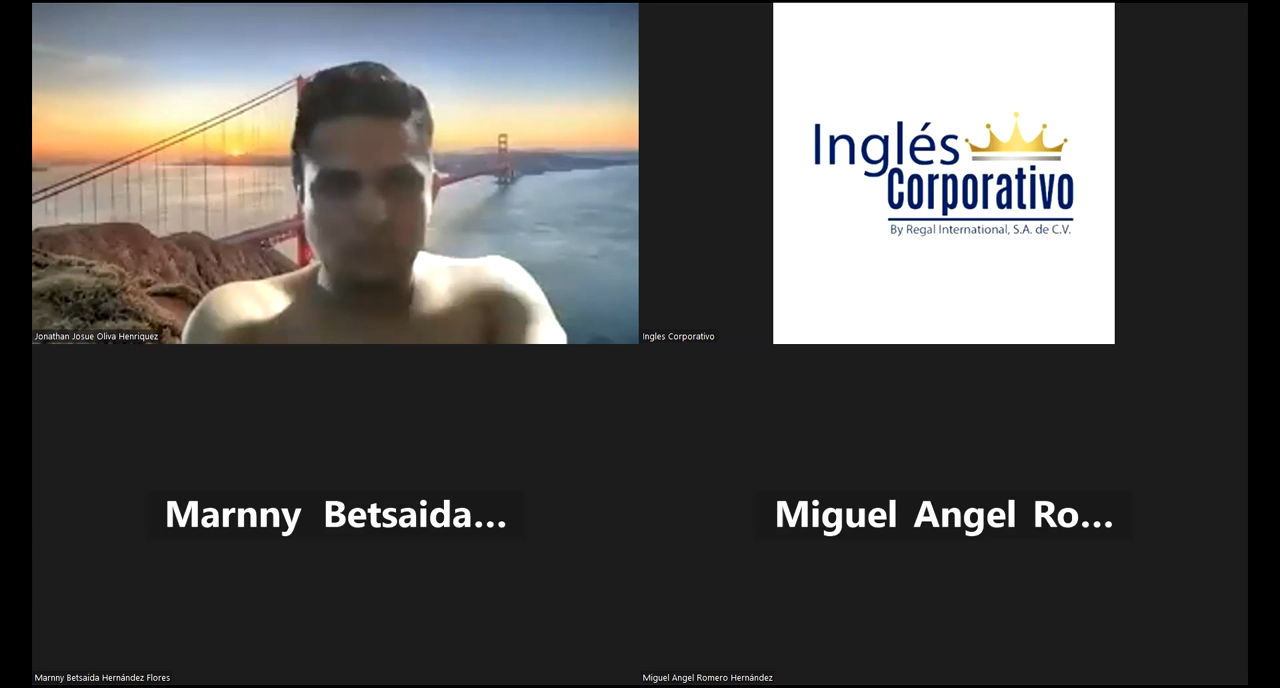 Inglés
Corporativo
By Regal International, S.A. de C.V.
Jonathan Josue Oliva Henriquez
Ingles Corporativo
Marnny Betsaida...
Miguel Angel Ro...
Marnny Betsaida Hernández Flores
Miguel Angel Romero Hernández